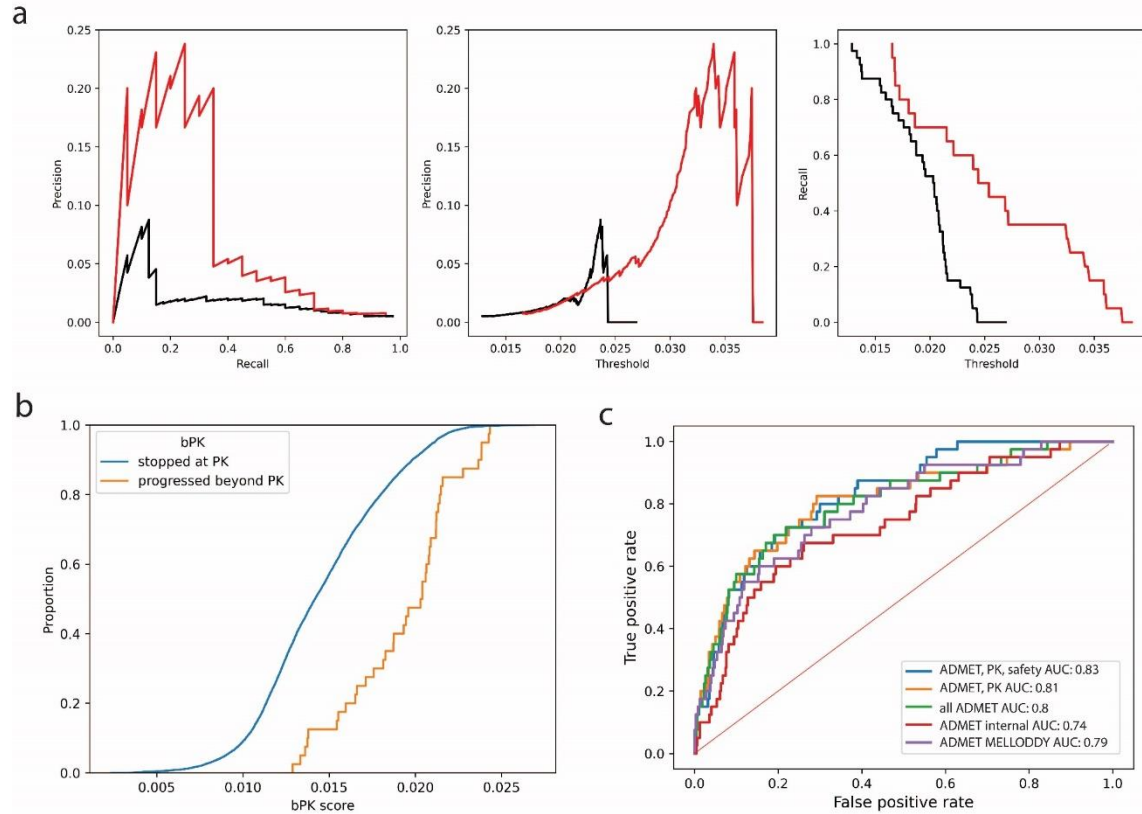 a
0.25
0.20
0.15
0.10
0.05
0.00
Precision
0.0 0.2 0.4 0.6 0.8 1.0
Recall
0.25
0.20
0.15
0.10
0.05
0.00
Precision
0.015 0.020 0.025 0.030 0.035
Threshold
1.0
0.8
0.6
0.4
0.2
0.0
Recall
0.015 0.020 0.025 0.030 0.035
Threshold
b
1.0
0.8
0.6
0.4
0.2
0.0
Proportion
bPK
stopped at PK
progressed beyond PK
0.005 0.010 0.015 0.020 0.025
bPK score
c
1.0
0.8
0.6
0.4
0.2
0.0
True positive rate
ADMET, PK, safety AUC: 0.83
ADMET, PK AUC: 0.81
all ADMET AUC: 0.8
ADMET internal AUC: 0.74
ADMET MELLODDY AUC: 0.79
0.0 0.2 0.4 0.6 0.8 1.0
False positive rate